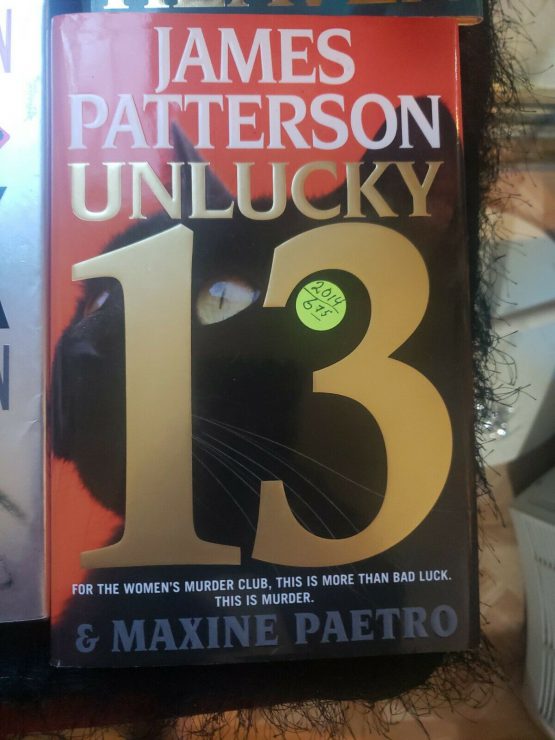 JAMES
PATTERSON
UNLUCKY
13
2014
6.75
FOR THE WOMEN'S MURDER CLUB, THIS IS MORE THAN BAD LUCK.
THIS IS MURDER.
& MAXINE PAETRO